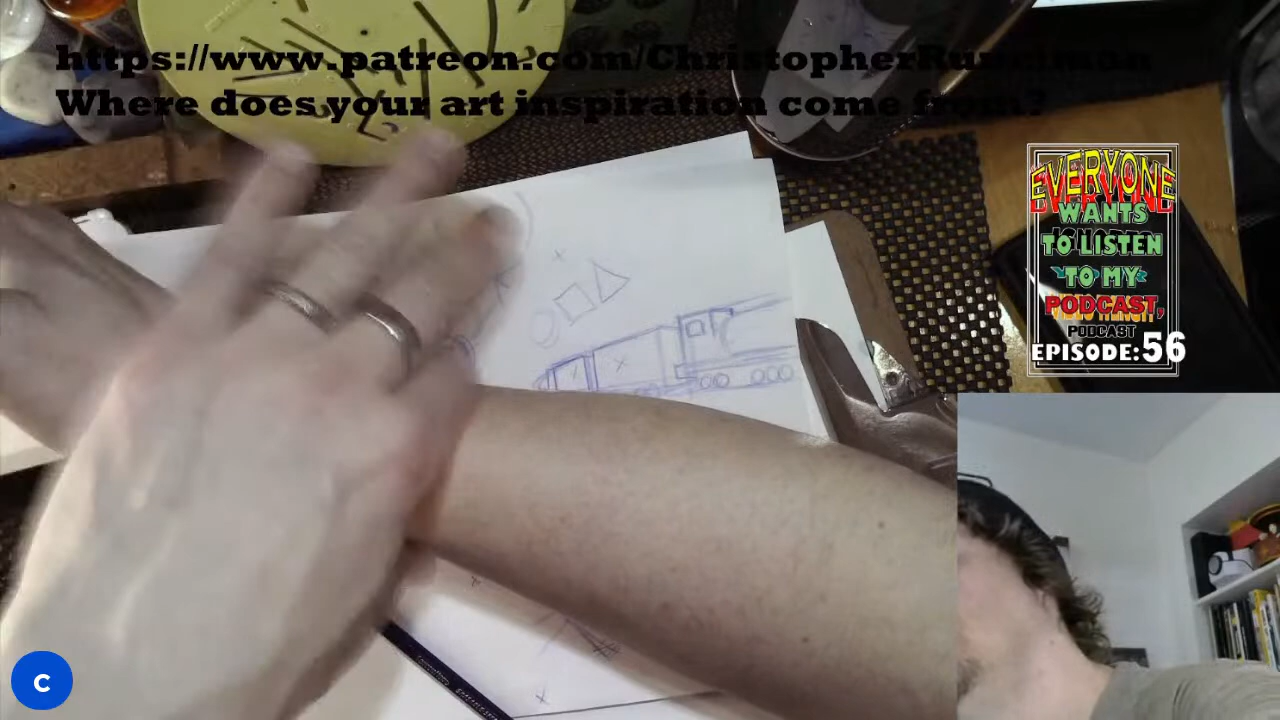 https://www.patreon.com/ChristopherRunciman
Where does your art inspiration come from?
EVERYONE
WANTS
TO LISTEN
TO MY
PODCAST,
PODCAST
EPISODE:56
C